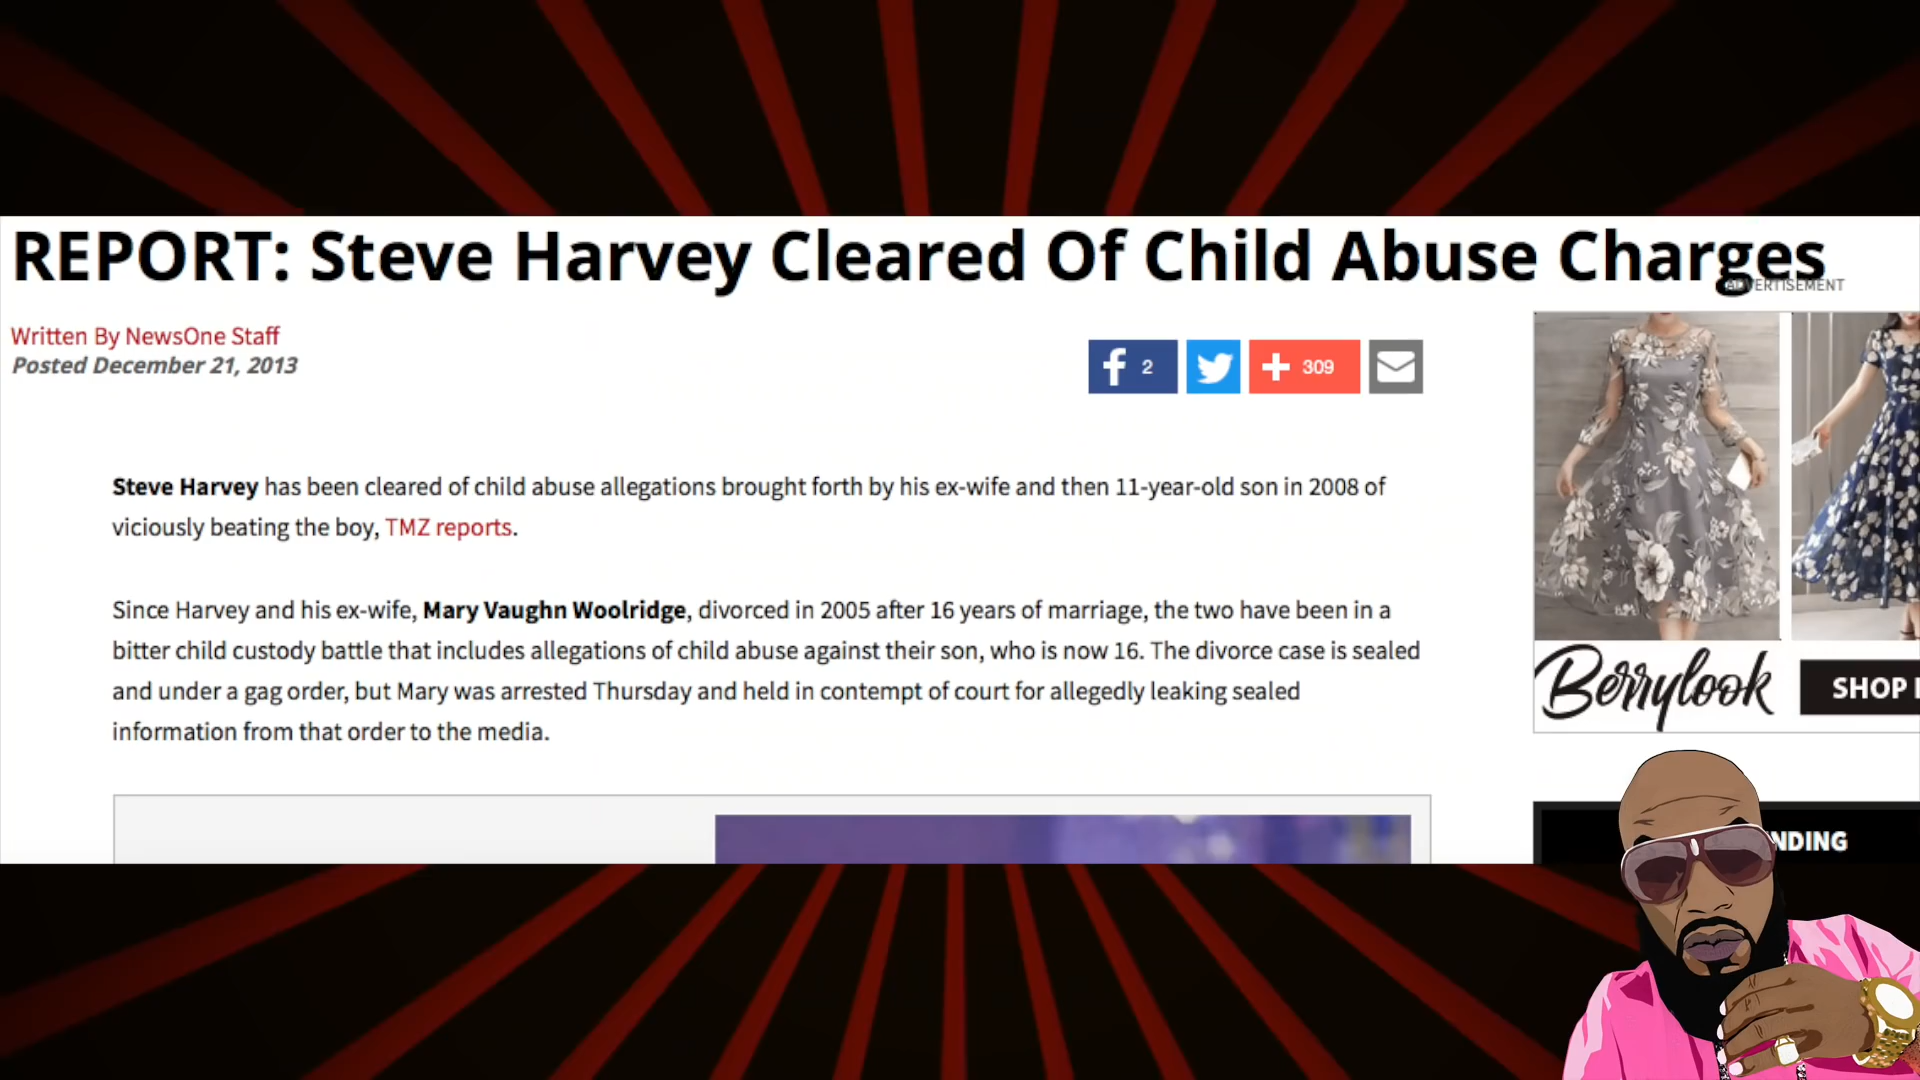 REPORT: Steve Harvey Cleared Of Child Abuse Charges
ADVERTISEMENT
Written By NewsOne Staff
Posted December 21, 2013
2
309
Steve Harvey has been cleared of child abuse allegations brought forth by his ex-wife and then 11-year-old son in 2008 of
viciously beating the boy, TMZ reports.
Since Harvey and his ex-wife, Mary Vaughn Woolridge, divorced in 2005 after 16 years of marriage, the two have been in a
bitter child custody battle that includes allegations of child abuse against their son, who is now 16. The divorce case is sealed
and under a gag order, but Mary was arrested Thursday and held in contempt of court for allegedly leaking sealed
information from that order to the media.
Berrylook
SHOP
NDING